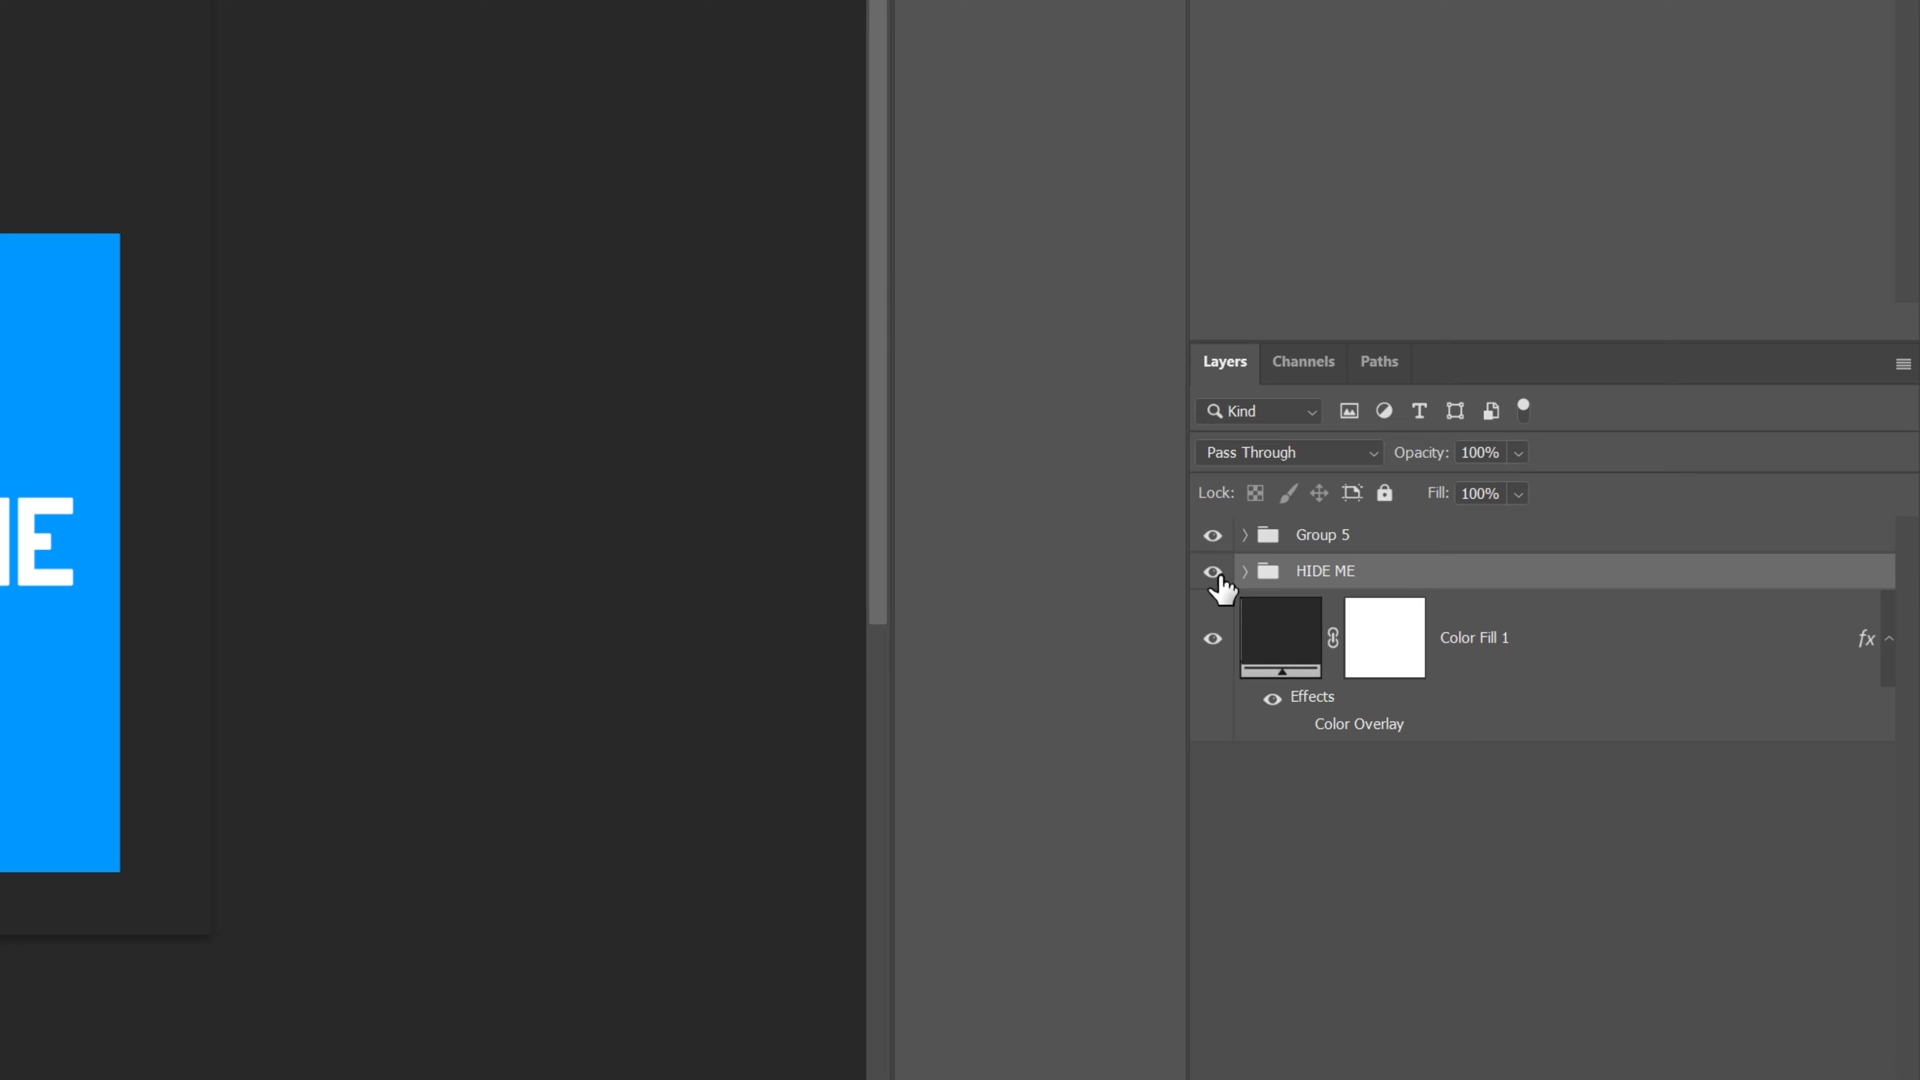 Layers Channels Paths
Kind
Pass Through Opacity: 100%
Lock: Fill: 100%
Group 5
HIDE ME
ME
Color Fill 1 fx
Effects
Color Overlay